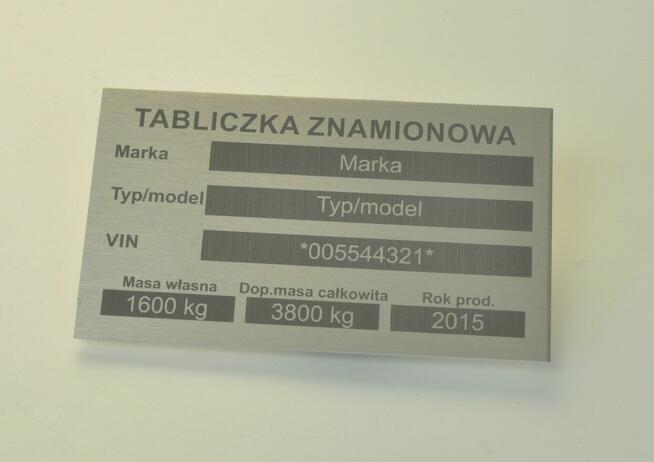 TABLICZKA ZNAMIONOWA
Marka Marka
Typ/model Typ/model
VIN *005544321*
Masa własna Dop.masa całkowita Rok prod.
1600 kg 3800 kg 2015